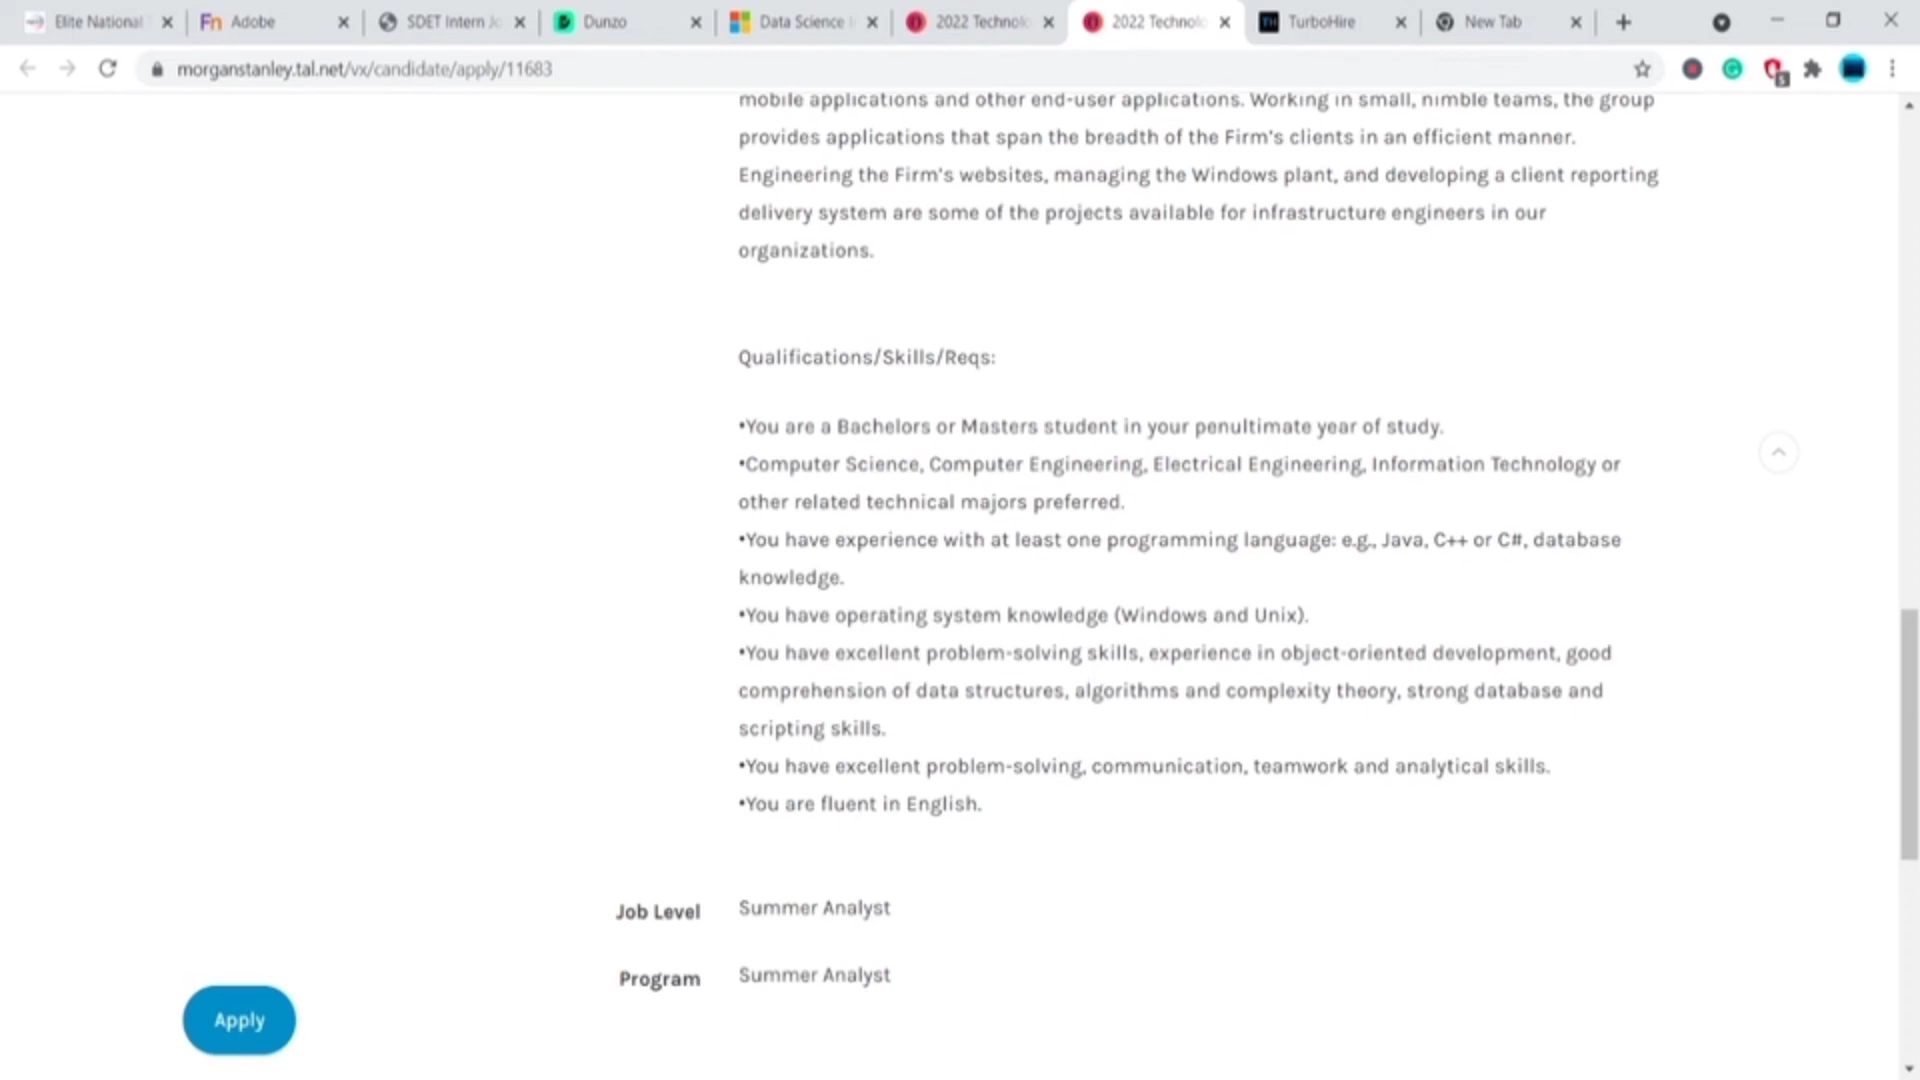 Elite National
Fn Adobe
SDET Intern Jo
Dunzo
Data Science I
2022 Technolo
2022 Technolo
TH TurboHire
New Tab
morganstanley.tal.net/vx/candidate/apply/11683
mobile applications and other end-user applications. Working in small, nimble teams, the group
provides applications that span the breadth of the Firm's clients in an efficient manner.
Engineering the Firm's websites, managing the Windows plant, and developing a client reporting
delivery system are some of the projects available for infrastructure engineers in our
organizations.
Qualifications/Skills/Reqs:
•You are a Bachelors or Masters student in your penultimate year of study.
•Computer Science, Computer Engineering, Electrical Engineering, Information Technology or
other related technical majors preferred.
•You have experience with at least one programming language: e.g., Java, C++ or C#, database
knowledge.
•You have operating system knowledge (Windows and Unix).
•You have excellent problem-solving skills, experience in object-oriented development, good
comprehension of data structures, algorithms and complexity theory, strong database and
scripting skills.
•You have excellent problem-solving, communication, teamwork and analytical skills.
•You are fluent in English.
Job Level Summer Analyst
Program Summer Analyst
Apply